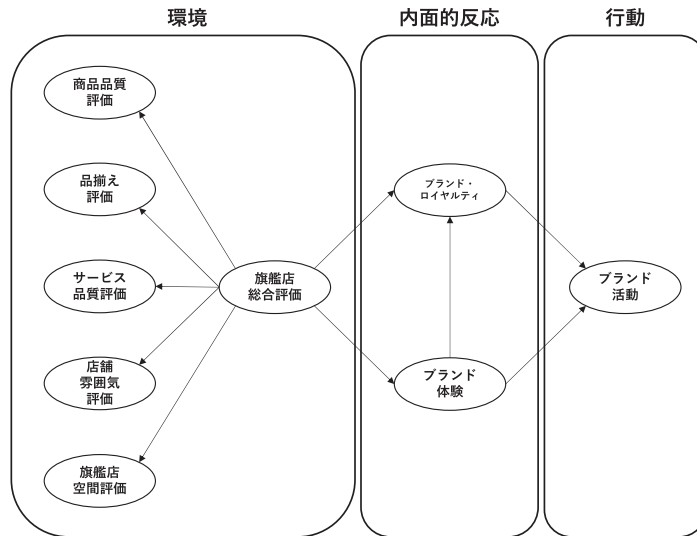 環境
内面的反応
行動
商品品質
評価
品揃え
評価
サービス
品質評価
店舗
雰囲気
評価
旗艦店
空間評価
旗艦店
総合評価
ブランド・
ロイヤルティ
ブランド
体験
ブランド
活動